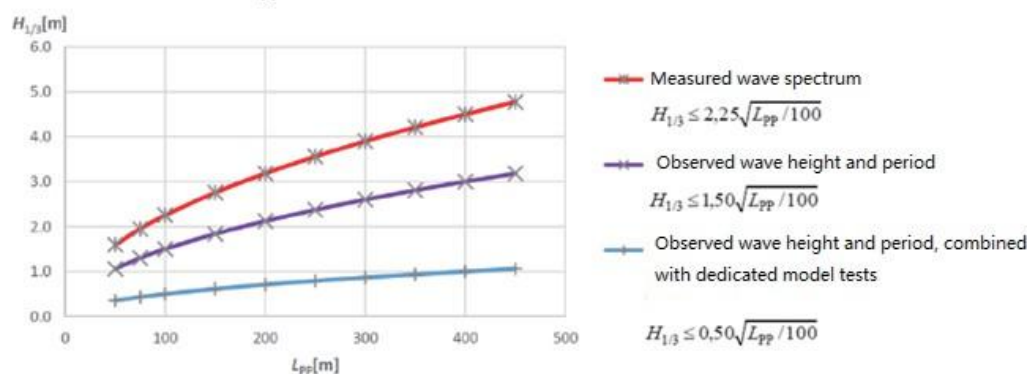 H1/3[m]
6.0
5.0
4.0
3.0
2.0
1.0
0.0
0 100 200 300 400 500
LPP[m]
Measured wave spectrum
H1/3 ≤ 2,25√LPP/100
Observed wave height and period
H1/3 ≤ 1,50√LPP/100
Observed wave height and period, combined
with dedicated model tests
H1/3 ≤ 0,50√LPP/100